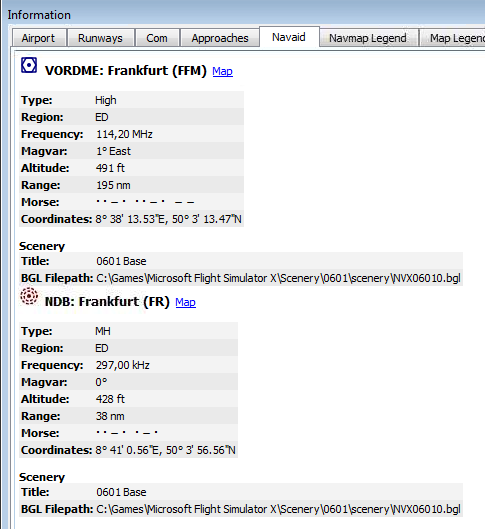 Information
Airport Runways Com Approaches Navaid Navmap Legend Map Legend
VORDME: Frankfurt (FFM) Map
Type: High
Region: ED
Frequency: 114,20 MHz
Magvar: 1° East
Altitude: 491 ft
Range: 195 nm
Morse: · · – ·  · · – ·  – –
Coordinates: 8° 38' 13.53"E, 50° 3' 13.47"N
Scenery
Title: 0601 Base
BGL Filepath: C:\Games\Microsoft Flight Simulator X\Scenery\0601\scenery\NVX06010.bgl
NDB: Frankfurt (FR) Map
Type: MH
Region: ED
Frequency: 297,00 kHz
Magvar: 0°
Altitude: 428 ft
Range: 38 nm
Morse: · · – ·  · – ·
Coordinates: 8° 41' 0.56"E, 50° 3' 56.56"N
Scenery
Title: 0601 Base
BGL Filepath: C:\Games\Microsoft Flight Simulator X\Scenery\0601\scenery\NVX06010.bgl